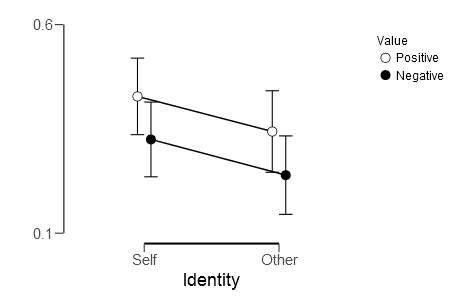 0.6
Value
Positive
Negative
0.1
Self
Other
Identity